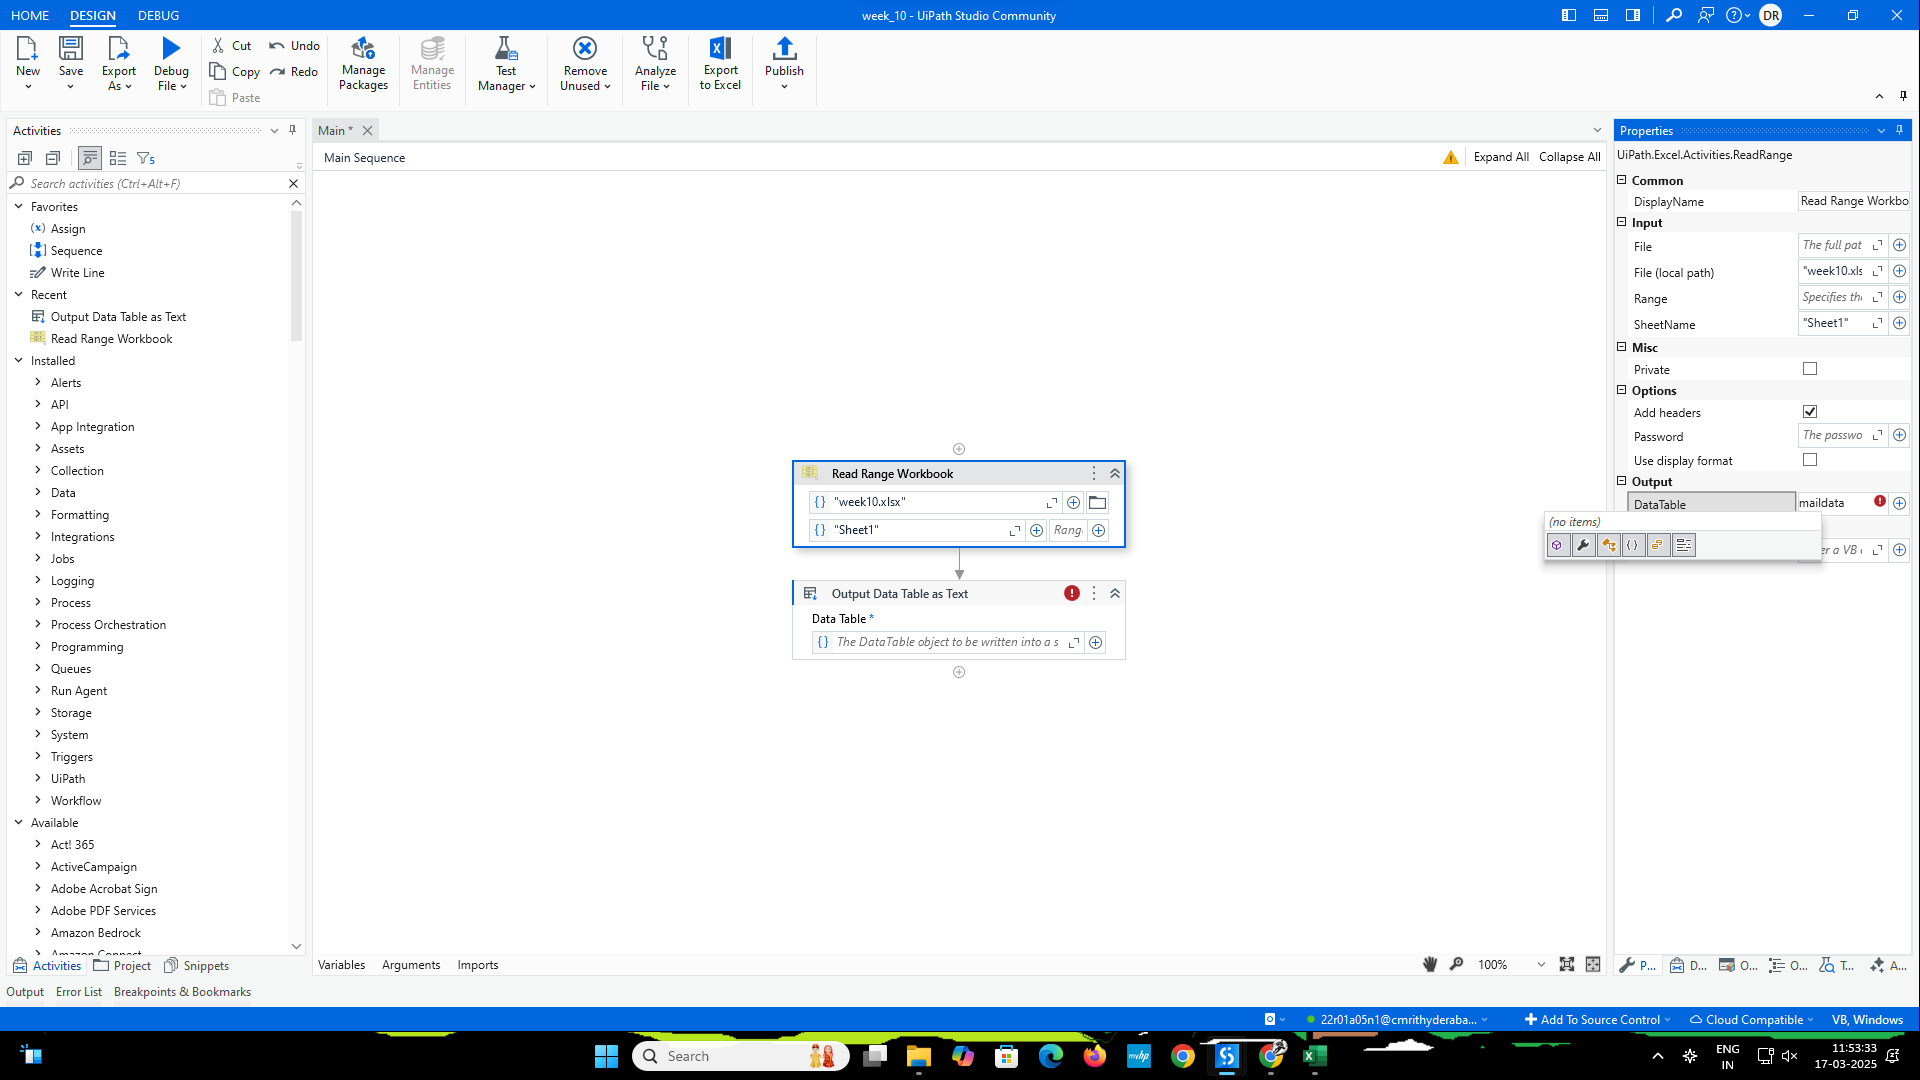 HOME DESIGN DEBUG
week_10 - UiPath Studio Community
DR
New
Save
Export As
Debug File
Cut
Copy
Paste
Undo
Redo
Manage Packages
Manage Entities
Test Manager
Remove Unused
Analyze File
Export to Excel
Publish
Activities
5
Search activities (Ctrl+Alt+F)
Favorites
Assign
Sequence
Write Line
Recent
Output Data Table as Text
Read Range Workbook
Installed
Alerts
API
App Integration
Assets
Collection
Data
Formatting
Integrations
Jobs
Logging
Process
Process Orchestration
Programming
Queues
Run Agent
Storage
System
Triggers
UiPath
Workflow
Available
Act! 365
ActiveCampaign
Adobe Acrobat Sign
Adobe PDF Services
Amazon Bedrock
Amazon Connect
Activities Project Snippets
Main *
Main Sequence
Expand All Collapse All
Read Range Workbook
"week10.xlsx"
"Sheet1" Rang
Output Data Table as Text
Data Table *
The DataTable object to be written into a s
Variables Arguments Imports
100%
Properties
UiPath.Excel.Activities.ReadRange
Common
DisplayName Read Range Workbo
Input
File The full pat
File (local path) "week10.xls
Range Specifies th
SheetName "Sheet1"
Misc
Private
Options
Add headers
Password The passwo
Use display format
Output
DataTable maildata
(no items)
er a VB
P... D... O... O... T... A...
Output Error List Breakpoints & Bookmarks
22r01a05n1@cmrithyderaba... Add To Source Control Cloud Compatible VB, Windows
Search
myhp
ENG
IN
11:53:33
17-03-2025